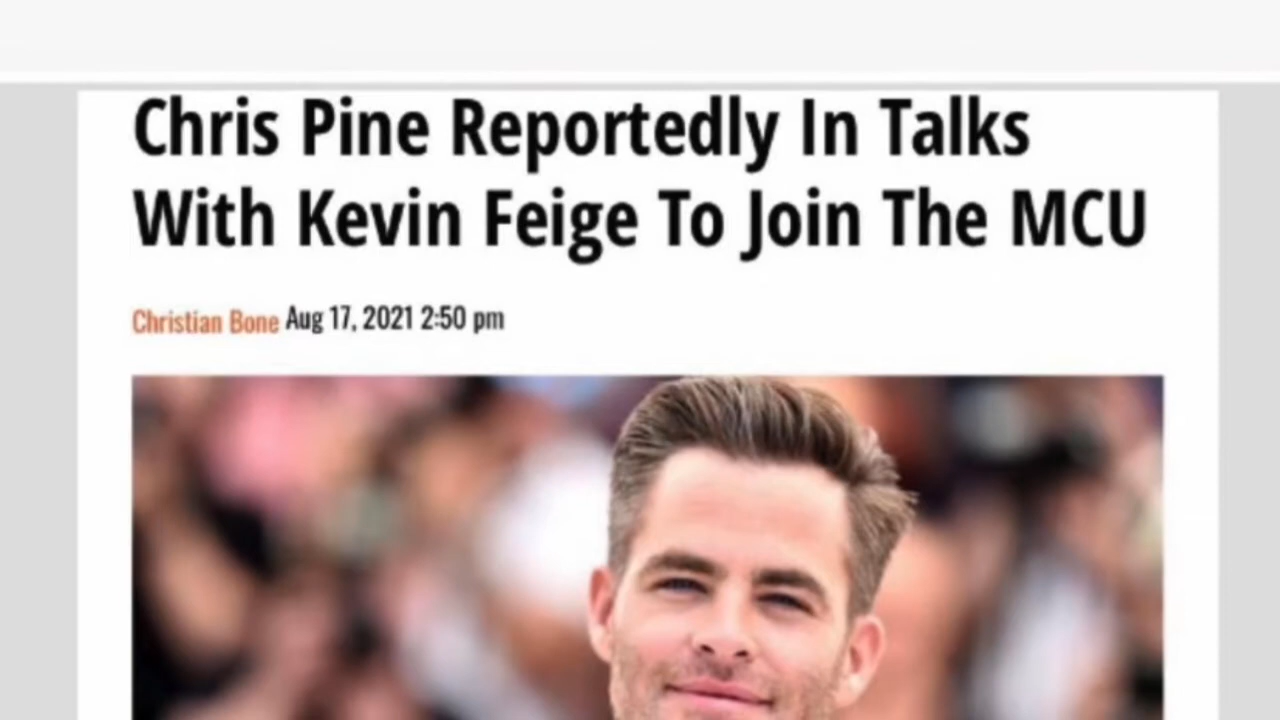 Chris Pine Reportedly In Talks
With Kevin Feige To Join The MCU
Christian Bone Aug 17, 2021 2:50 pm